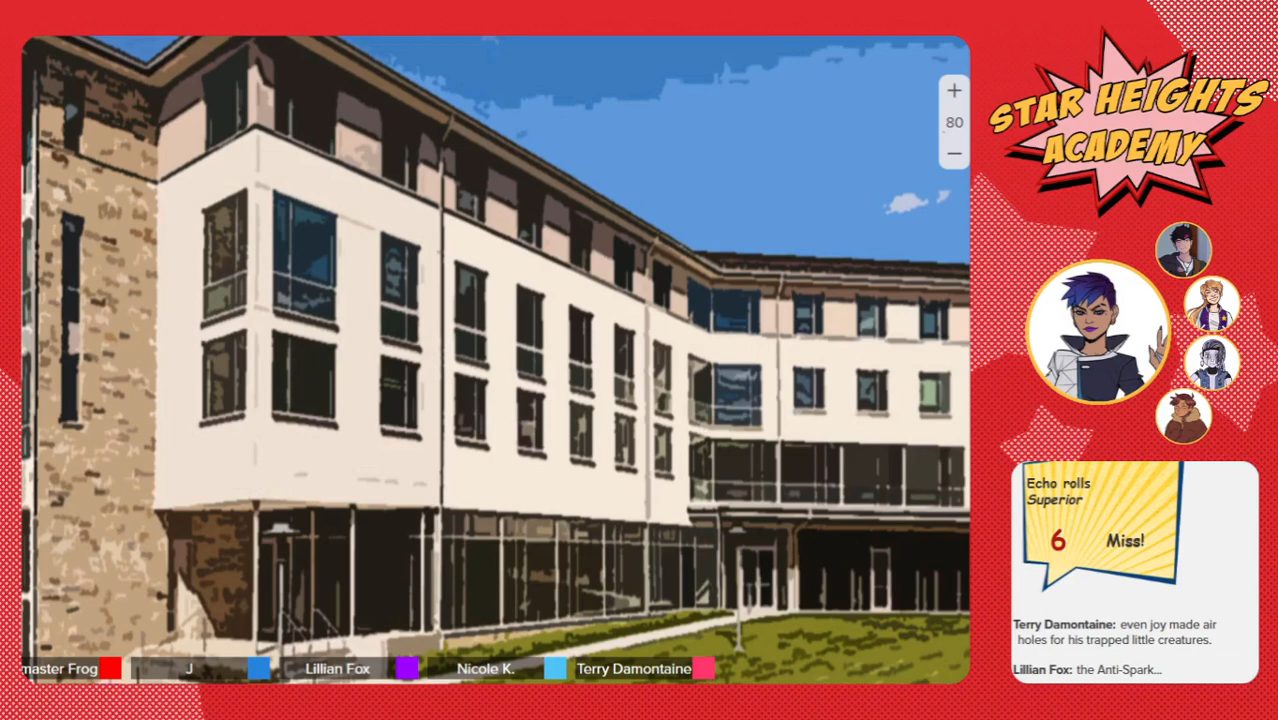 +
80
−
STAR HEIGHTS
ACADEMY
Echo rolls
Superior
6 Miss!
Terry Damontaine: even joy made air
holes for his trapped little creatures.
Lillian Fox: the Anti-Spark...
master Frog J Lillian Fox Nicole K. Terry Damontaine